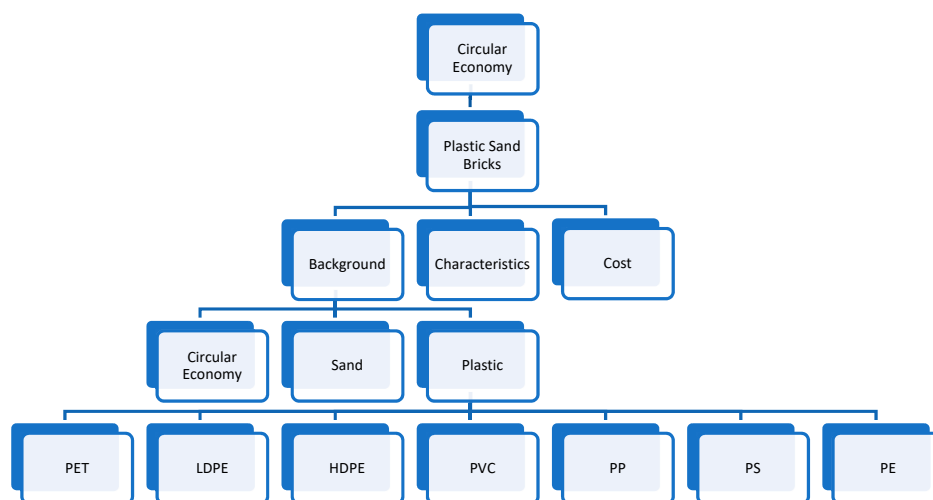 Circular
Economy
Plastic Sand
Bricks
Background
Characteristics
Cost
Circular
Economy
Sand
Plastic
PET
LDPE
HDPE
PVC
PP
PS
PE